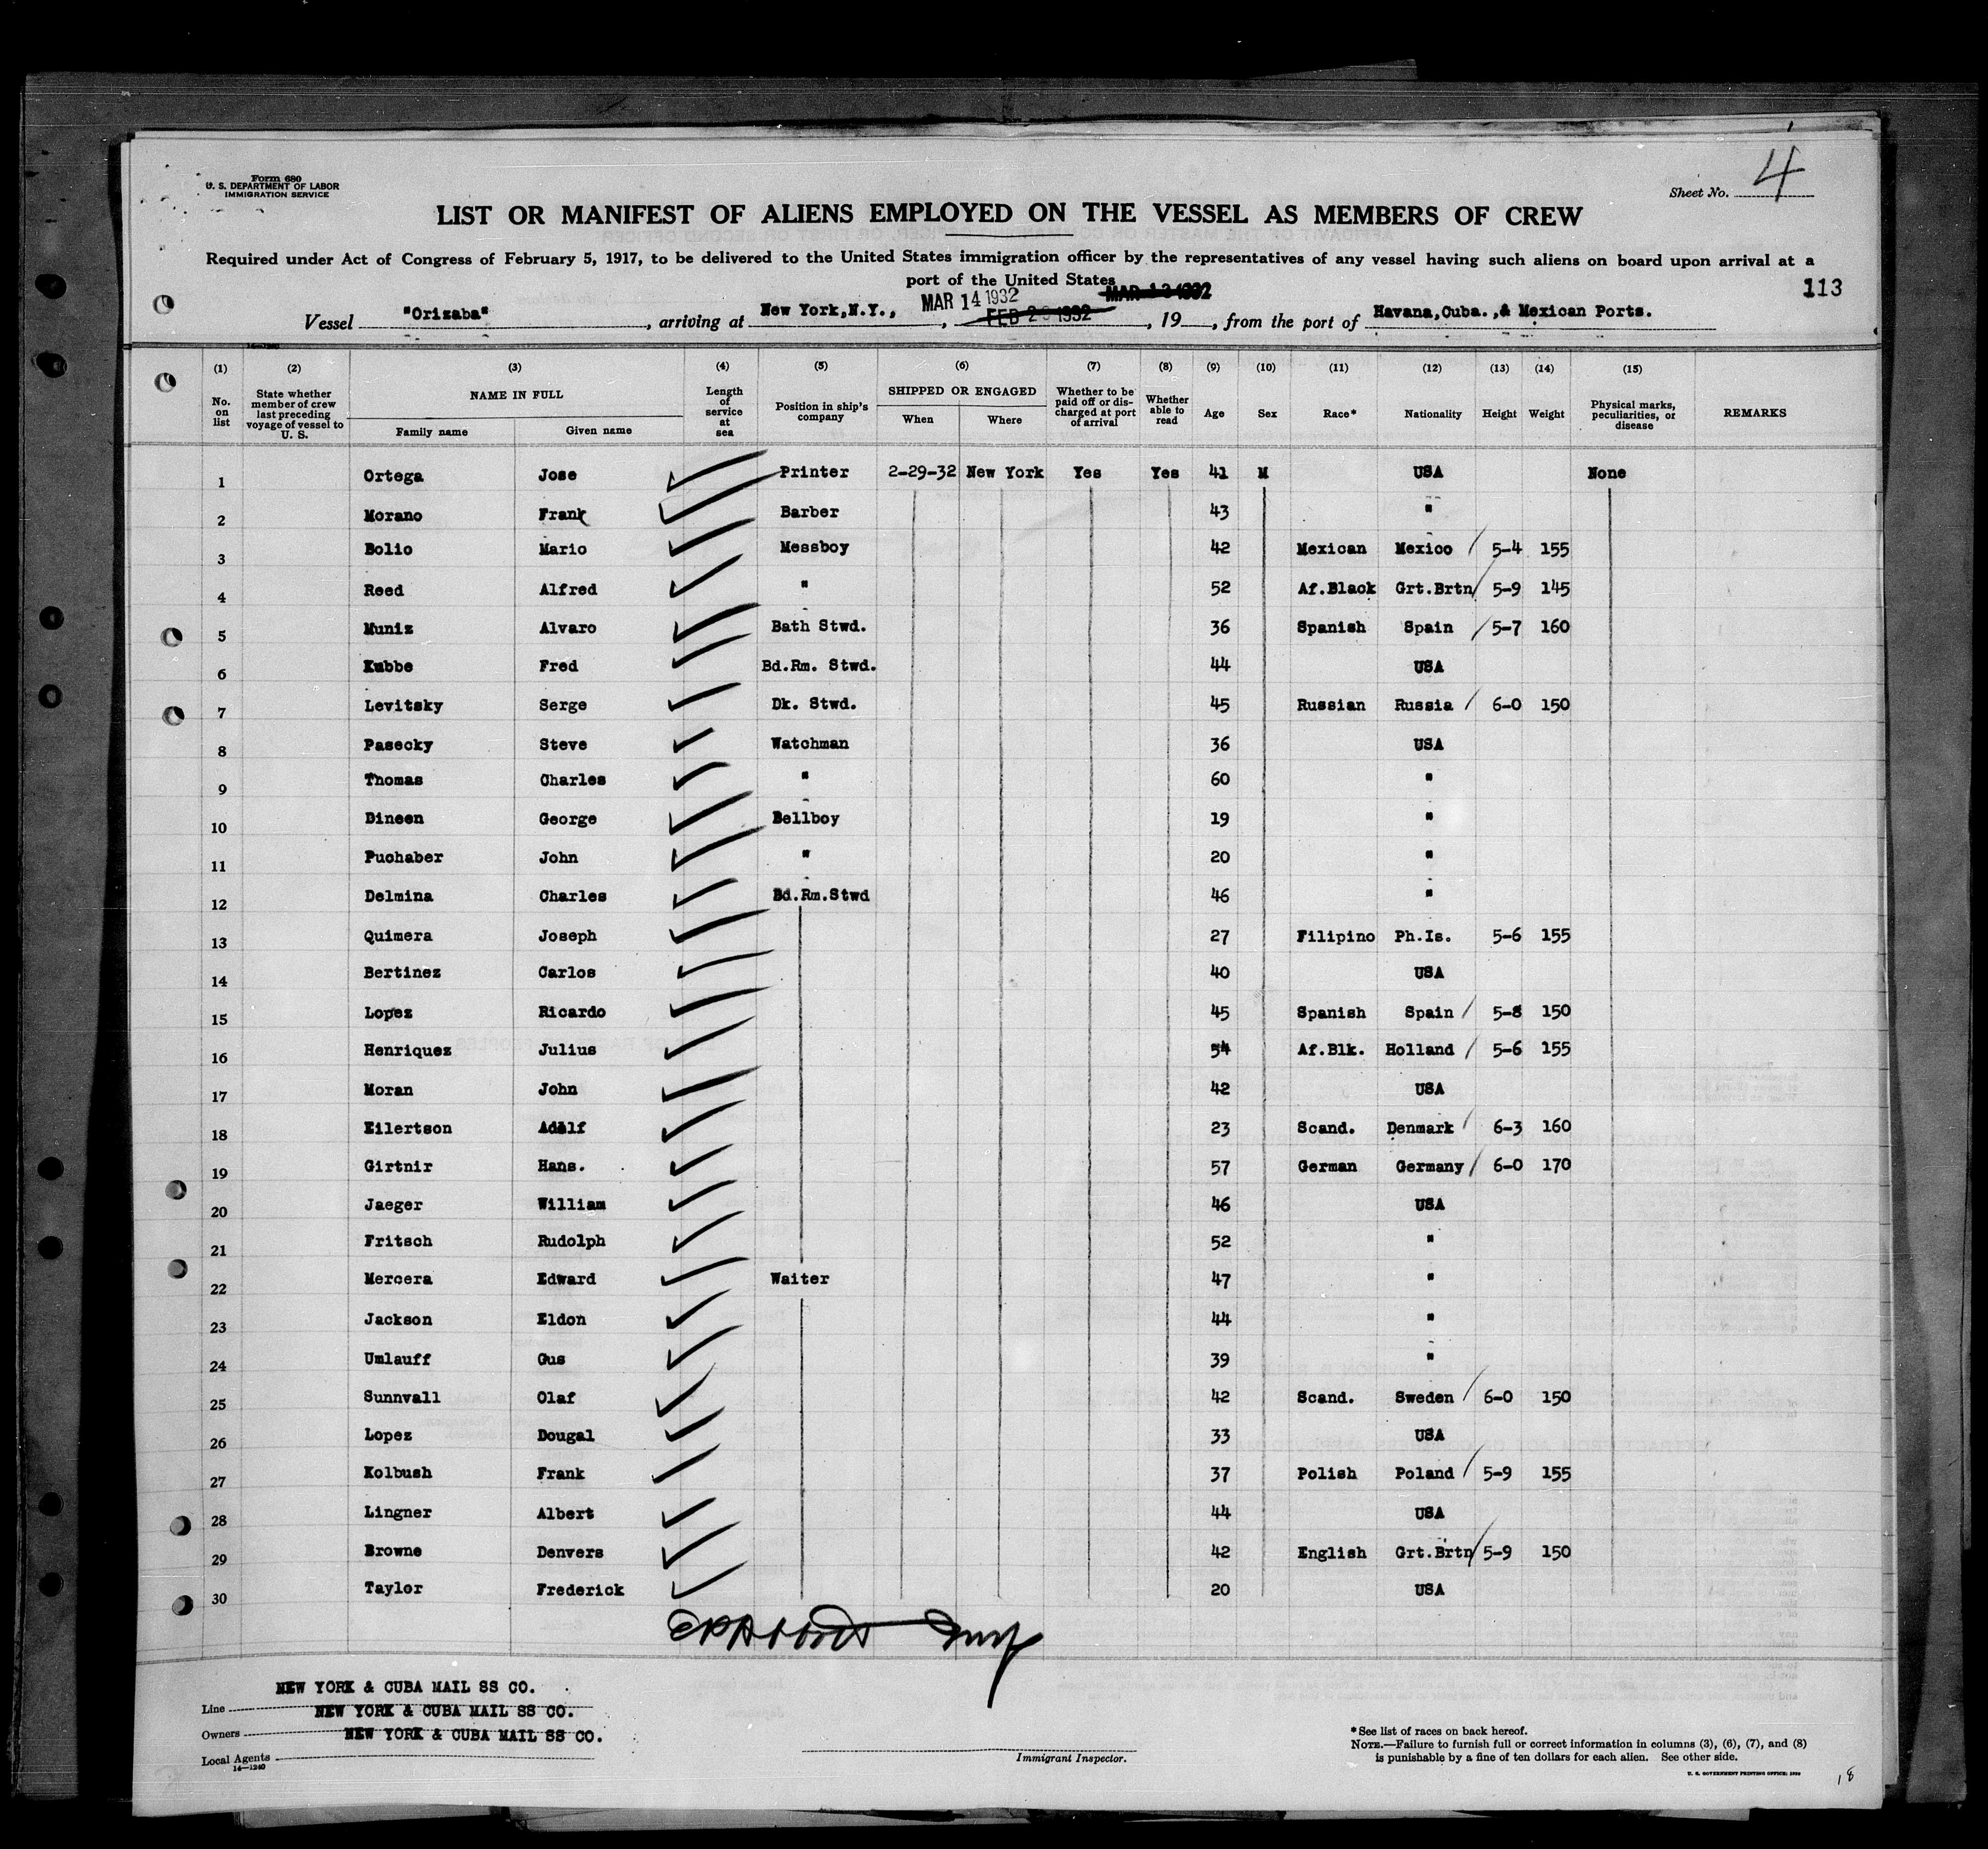 Form 680
U. S. DEPARTMENT OF LABOR
IMMIGRATION SERVICE
Sheet No. 4
LIST OR MANIFEST OF ALIENS EMPLOYED ON THE VESSEL AS MEMBERS OF CREW
Required under Act of Congress of February 5, 1917, to be delivered to the United States immigration officer by the representatives of any vessel having such aliens on board upon arrival at a
port of the United States
113
Vessel "Orizaba", arriving at New York,N.Y., MAR 14 1932, FEB 29 1932 MAR 13 1932, 19, from the port of Havana,Cuba.,& Mexican Ports.
(1) (2) (3) (4) (5) (6) (7) (8) (9) (10) (11) (12) (13) (14) (15)
No. on list State whether member of crew last preceding voyage of vessel to U. S. NAME IN FULL Family name Given name Length of service at sea Position in ship's company SHIPPED OR ENGAGED When Where Whether to be paid off or discharged at port of arrival Whether able to read Age Sex Race* Nationality Height Weight Physical marks, peculiarities, or disease REMARKS
1 Ortega Jose Printer 2-29-32 New York Yes Yes 41 M USA None
2 Morano Frank Barber 43 "
3 Bolio Mario Messboy 42 Mexican Mexico 5-4 155
4 Reed Alfred " 52 Af.Black Grt.Brtn 5-9 145
5 Muniz Alvaro Bath Stwd. 36 Spanish Spain 5-7 160
6 Kubbe Fred Bd.Rm. Stwd. 44 USA
7 Levitsky Serge Dk. Stwd. 45 Russian Russia 6-0 150
8 Pasecky Steve Watchman 36 USA
9 Thomas Charles " 60 "
10 Dineen George Bellboy 19 "
11 Puchaber John " 20 "
12 Delmina Charles Bd.Rm.Stwd 46 "
13 Quimera Joseph 27 Filipino Ph.Is. 5-6 155
14 Bertinez Carlos 40 USA
15 Lopez Ricardo 45 Spanish Spain 5-8 150
16 Henriquez Julius 54 Af.Blk. Holland 5-6 155
17 Moran John 42 USA
18 Eilertson Adolf 23 Scand. Denmark 6-3 160
19 Girtnir Hans. 57 German Germany 6-0 170
20 Jaeger William 46 USA
21 Fritsch Rudolph 52 "
22 Mercera Edward Waiter 47 "
23 Jackson Eldon 44 "
24 Umlauff Gus 39 "
25 Sunnvall Olaf 42 Scand. Sweden 6-0 150
26 Lopez Dougal 33 USA
27 Kolbush Frank 37 Polish Poland 5-9 155
28 Lingner Albert 44 USA
29 Browne Denvers 42 English Grt.Brtn 5-9 150
30 Taylor Frederick 20 USA
Line NEW YORK & CUBA MAIL SS CO.
Owners NEW YORK & CUBA MAIL SS CO.
Local Agents NEW YORK & CUBA MAIL SS CO.
14—1240
Immigrant Inspector.
*See list of races on back hereof.
NOTE.—Failure to furnish full or correct information in columns (3), (6), (7), and (8)
is punishable by a fine of ten dollars for each alien. See other side.
U. S. GOVERNMENT PRINTING OFFICE:
18